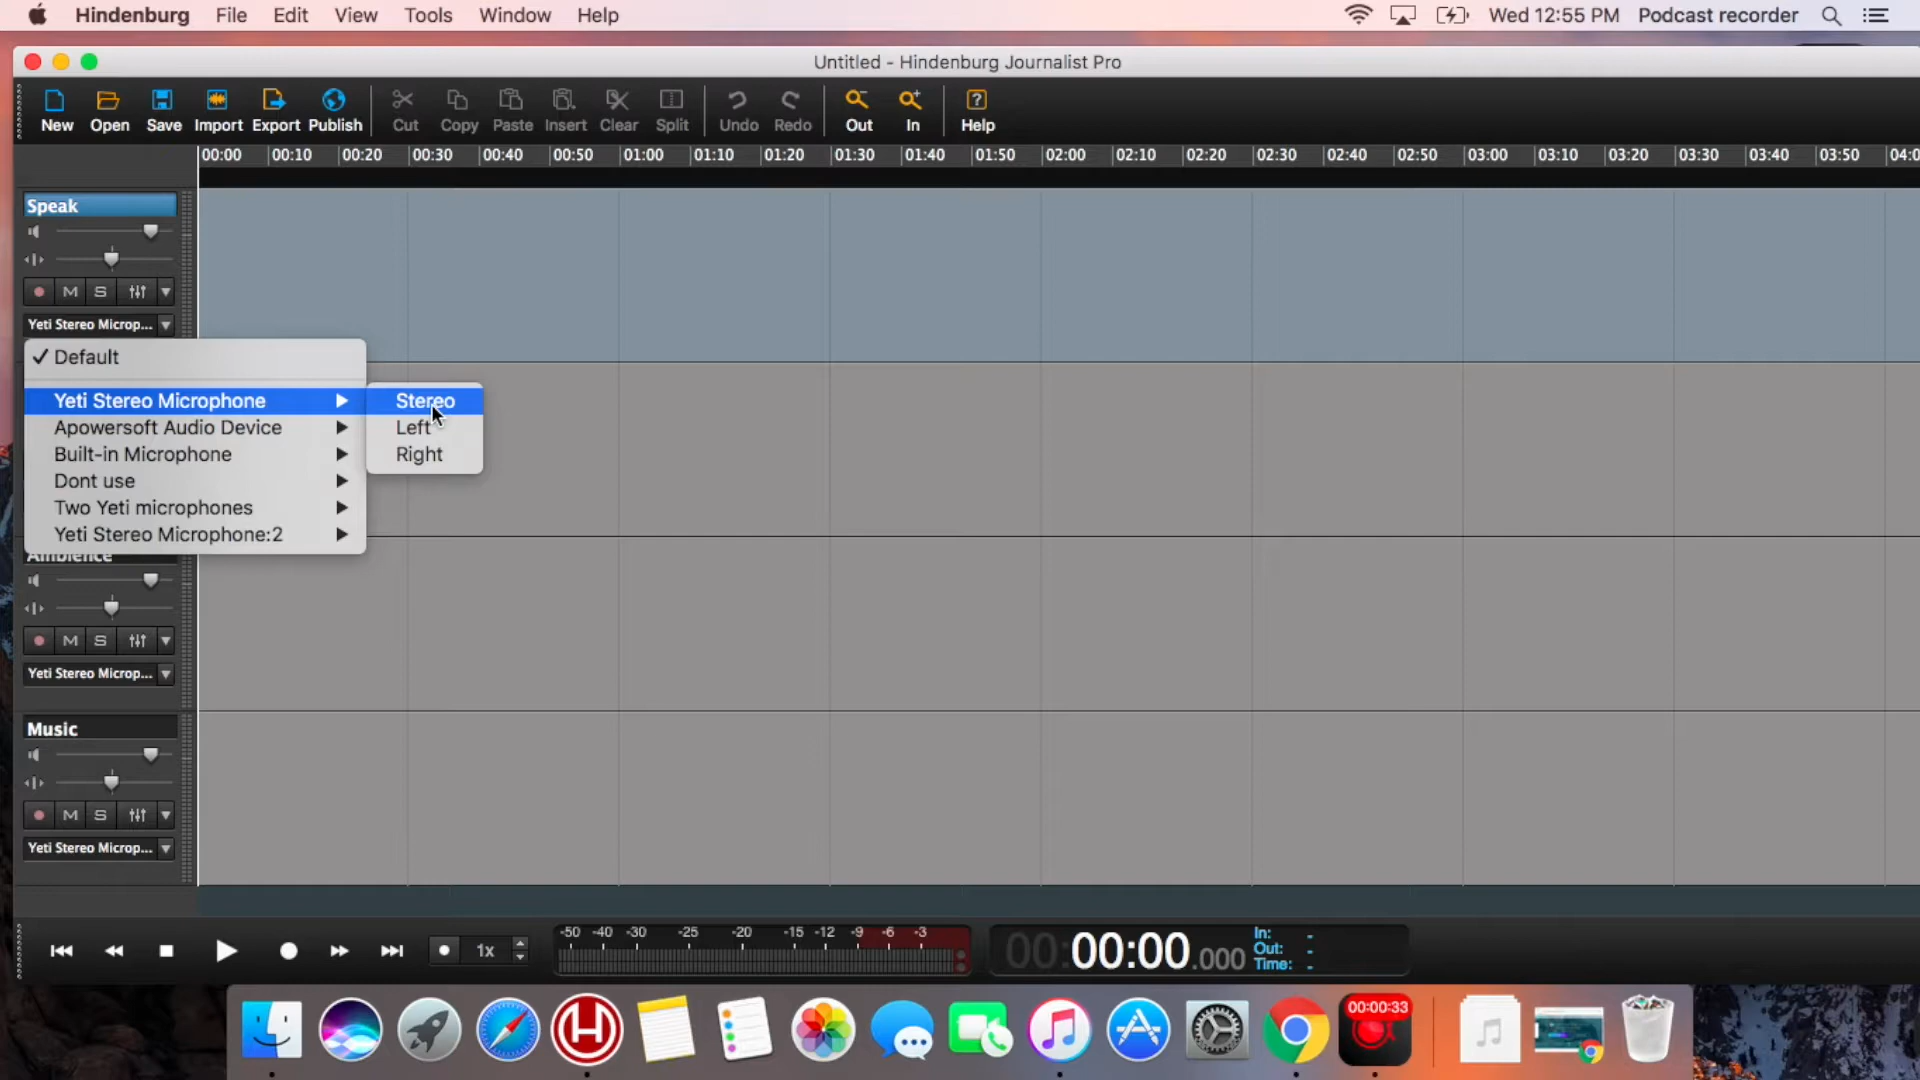 Hindenburg File Edit View Tools Window Help Wed 12:55 PM Podcast recorder
Untitled - Hindenburg Journalist Pro
New Open Save Import Export Publish Cut Copy Paste Insert Clear Split Undo Redo Out In Help
00:00 00:10 00:20 00:30 00:40 00:50 01:00 01:10 01:20 01:30 01:40 01:50 02:00 02:10 02:20 02:30 02:40 02:50 03:00 03:10 03:20 03:30 03:40 03:50 04:0
Speak
M S
Yeti Stereo Microp...
✓ Default
Yeti Stereo Microphone
Apowersoft Audio Device
Built-in Microphone
Dont use
Two Yeti microphones
Yeti Stereo Microphone:2
Stereo
Left
Right
Ambience
M S
Yeti Stereo Microp...
Music
M S
Yeti Stereo Microp...
1x
-50 -40 -30 -25 -20 -15 -12 -9 -6 -3
00:00:00.000
In: -
Out: -
Time: -
00:00:33